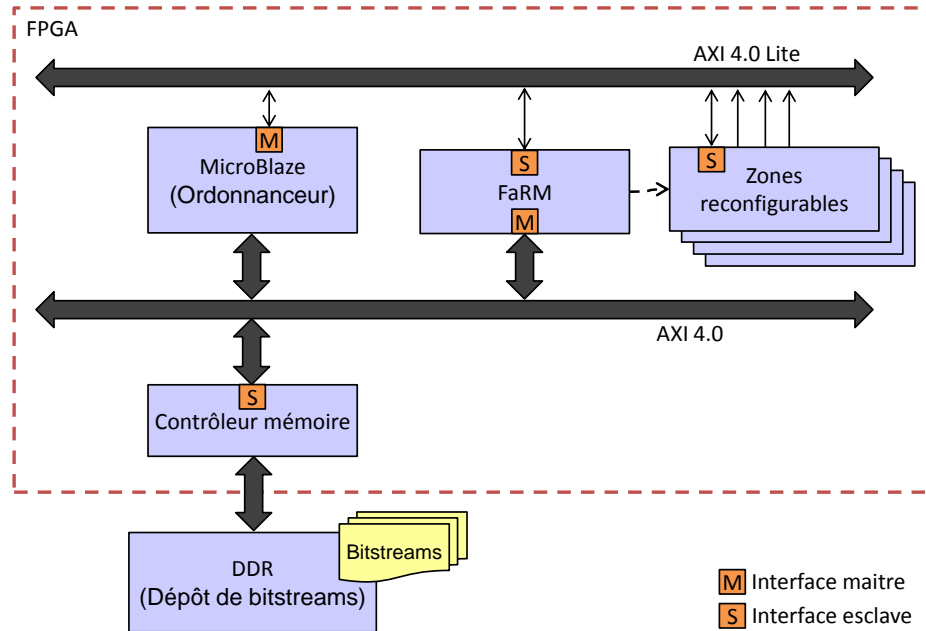 FPGA
AXI 4.0 Lite
M
MicroBlaze
(Ordonnanceur)
S
FaRM
M
S
Zones
reconfigurables
AXI 4.0
S
Contrôleur mémoire
DDR
(Dépôt de bitstreams)
Bitstreams
M Interface maitre
S Interface esclave